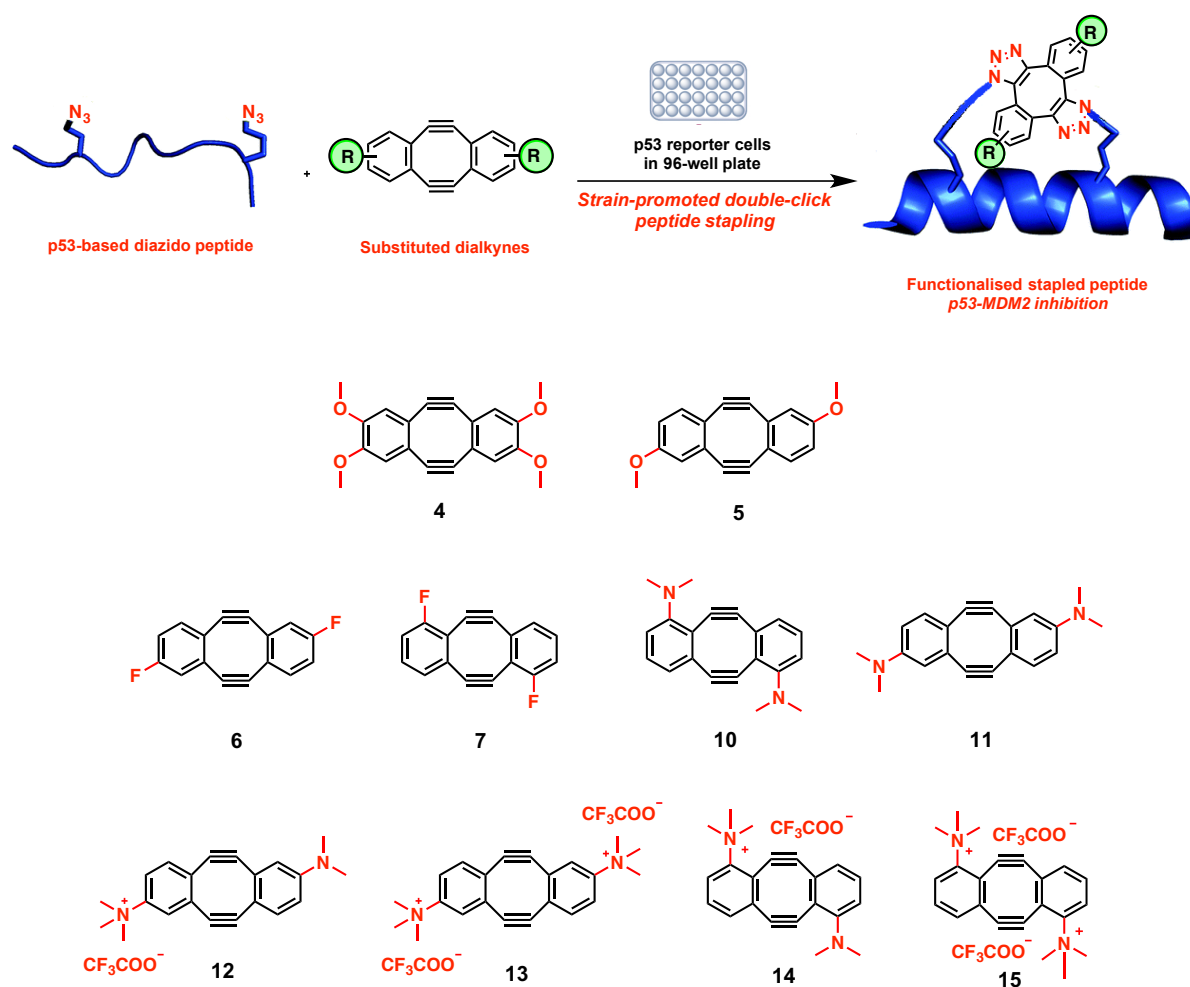 N3
N3
p53-based diazido peptide
+
R
R
Substituted dialkynes
p53 reporter cells
in 96-well plate
Strain-promoted double-click
peptide stapling
R
N
N
N
N
N
N
R
Functionalised stapled peptide
p53-MDM2 inhibition
O
O
O
O
4
O
O
5
F
F
6
F
F
7
N
N
10
N
N
11
N
N+
CF3COO−
12
CF3COO−
N+
N+
CF3COO−
13
N+
CF3COO−
N
14
N+
CF3COO−
CF3COO−
N+
15